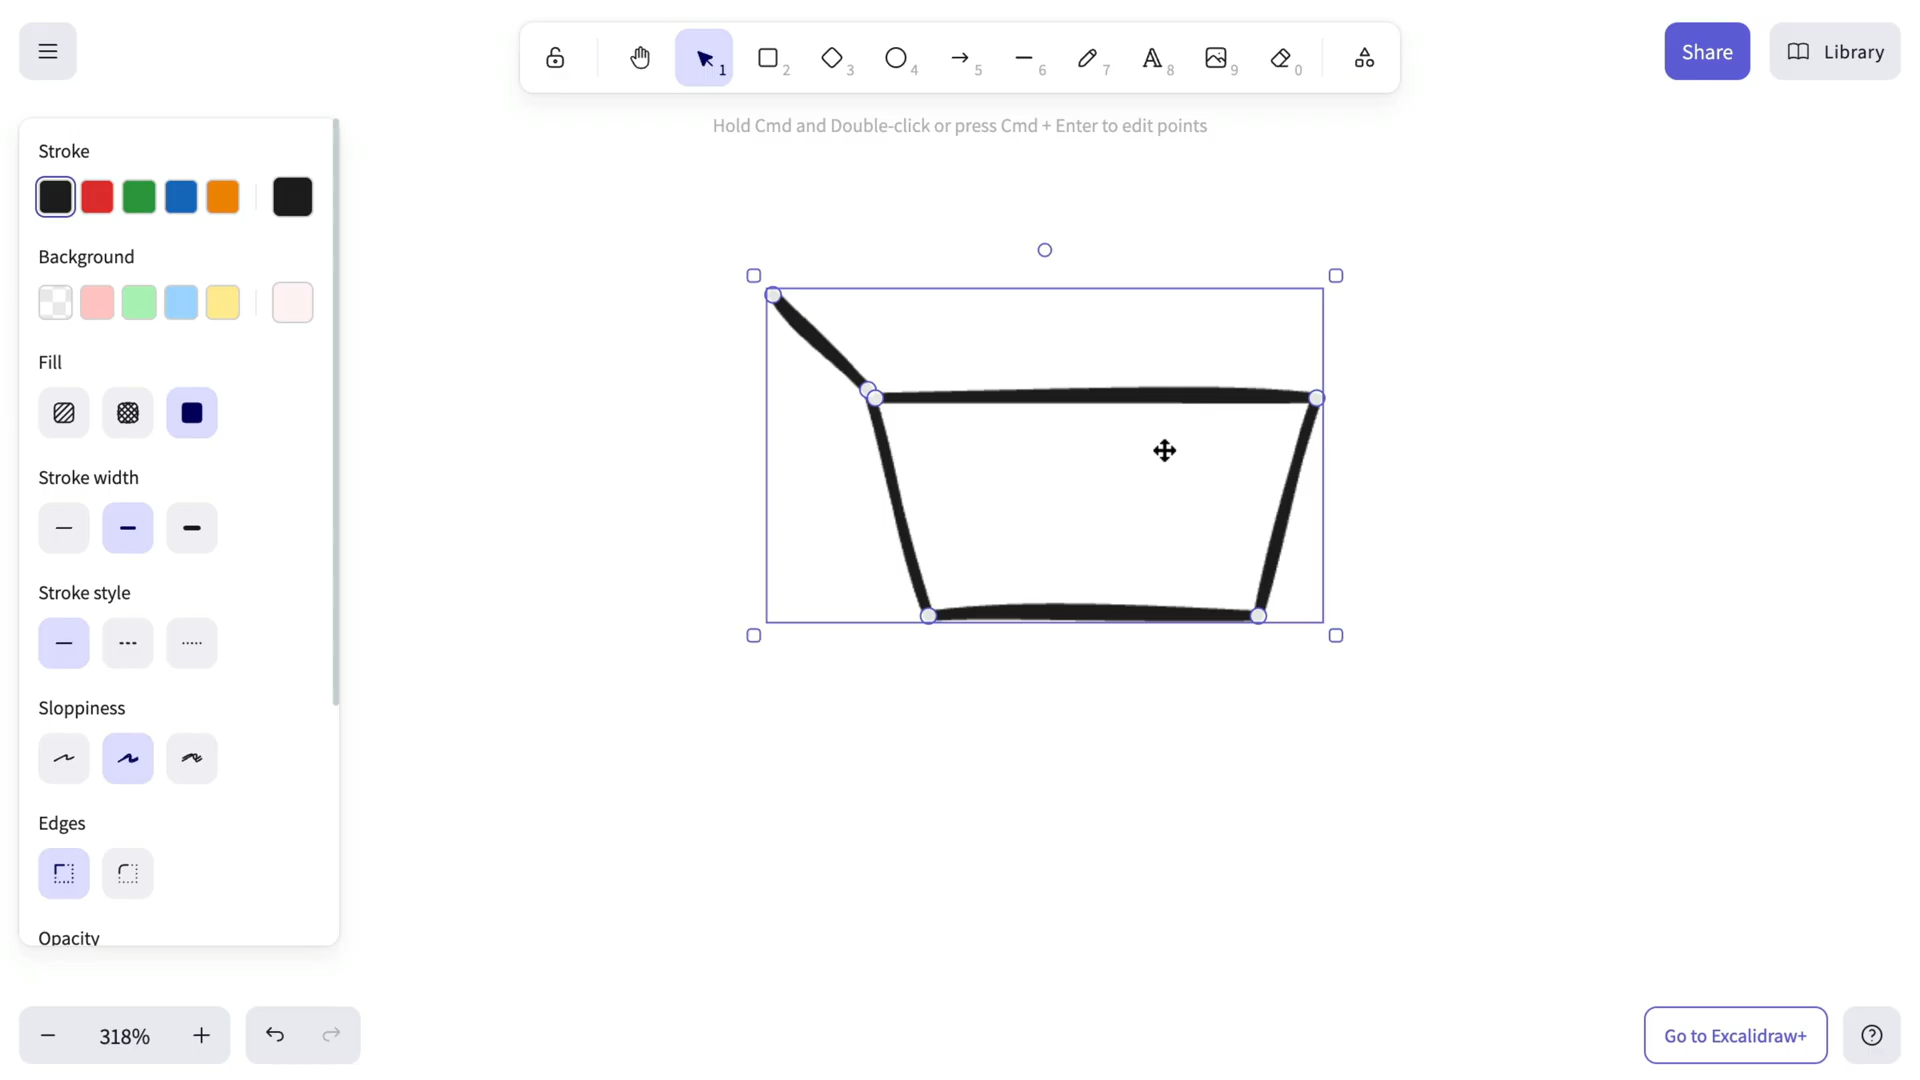 1 2 3 4 5 6 7 8 9 0
Share
Library
Hold Cmd and Double-click or press Cmd + Enter to edit points
Stroke
Background
Fill
Stroke width
Stroke style
Sloppiness
Edges
Opacity
318%
Go to Excalidraw+